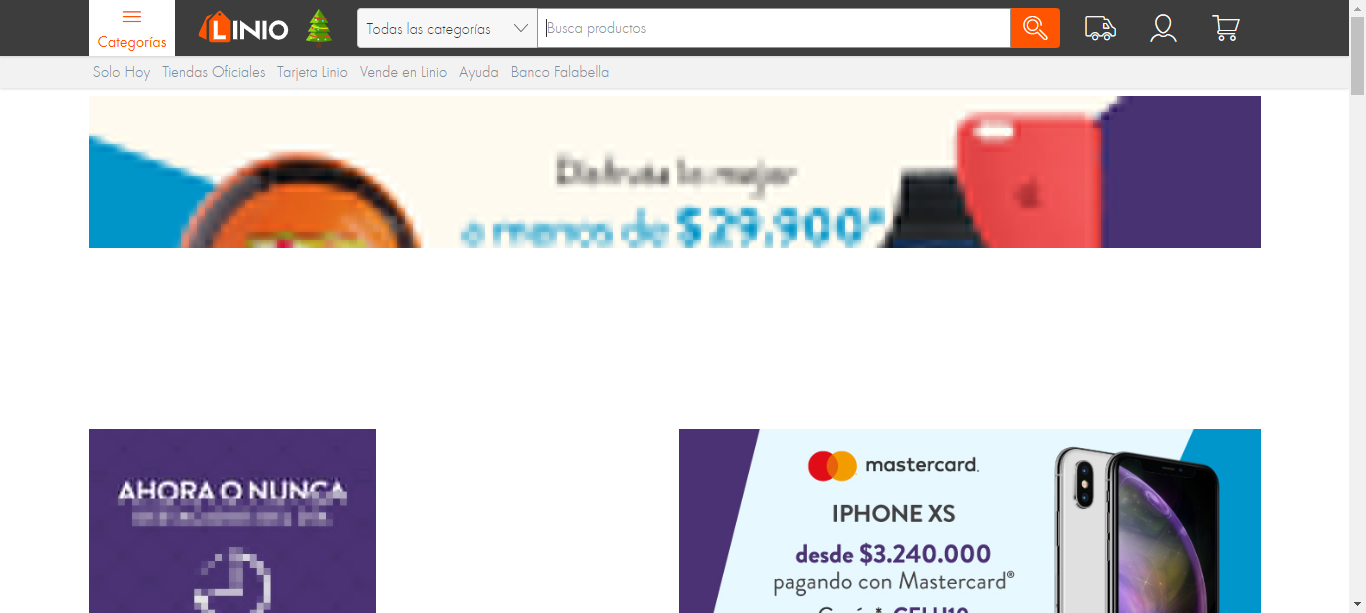 Categorías
LINIO
Todas las categorías
Busca productos
Solo Hoy Tiendas Oficiales Tarjeta Linio Vende en Linio Ayuda Banco Falabella
Disfruta lo mejor
a menos de $29.900*
AHORA O NUNCA
mastercard.
IPHONE XS
desde $3.240.000
pagando con Mastercard®